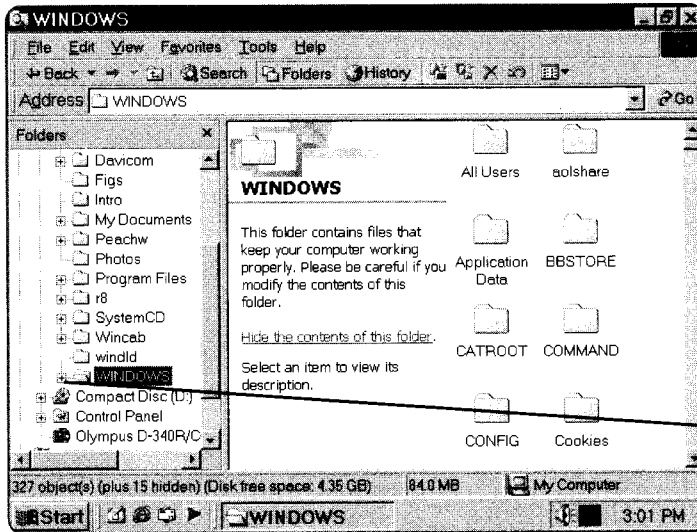 WINDOWS
File Edit View Favorites Tools Help
Back Search Folders History
Address WINDOWS Go
Folders
Davicom
Figs
Intro
My Documents
Peachw
Photos
Program Files
r8
SystemCD
Wincab
windld
WINDOWS
Compact Disc (D:)
Control Panel
Olympus D-340R/C
WINDOWS
This folder contains files that
keep your computer working
properly. Please be careful if you
modify the contents of this
folder.
Hide the contents of this folder.
Select an item to view its
description.
All Users aolshare
Application
Data
BBSTORE
CATROOT COMMAND
CONFIG Cookies
327 object(s) (plus 15 hidden) (Disk free space: 4.35 GB) 84.0 MB My Computer
Start WINDOWS 3:01 PM